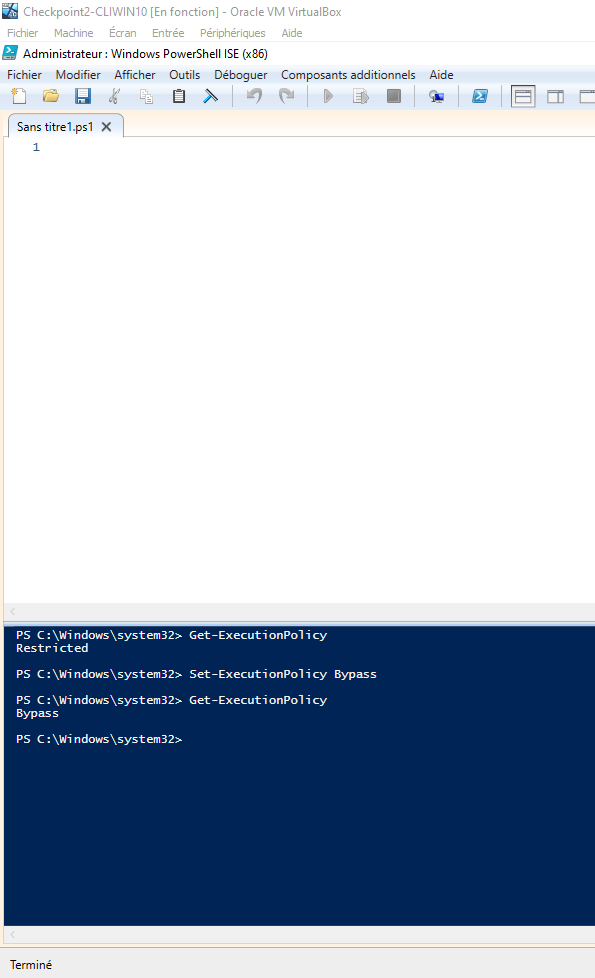 Checkpoint2-CLIWIN10 [En fonction] - Oracle VM VirtualBox
Fichier Machine Écran Entrée Périphériques Aide
Administrateur : Windows PowerShell ISE (x86)
Fichier Modifier Afficher Outils Déboguer Composants additionnels Aide
Sans titre1.ps1
1
PS C:\Windows\system32> Get-ExecutionPolicy
Restricted
PS C:\Windows\system32> Set-ExecutionPolicy Bypass
PS C:\Windows\system32> Get-ExecutionPolicy
Bypass
PS C:\Windows\system32>
Terminé